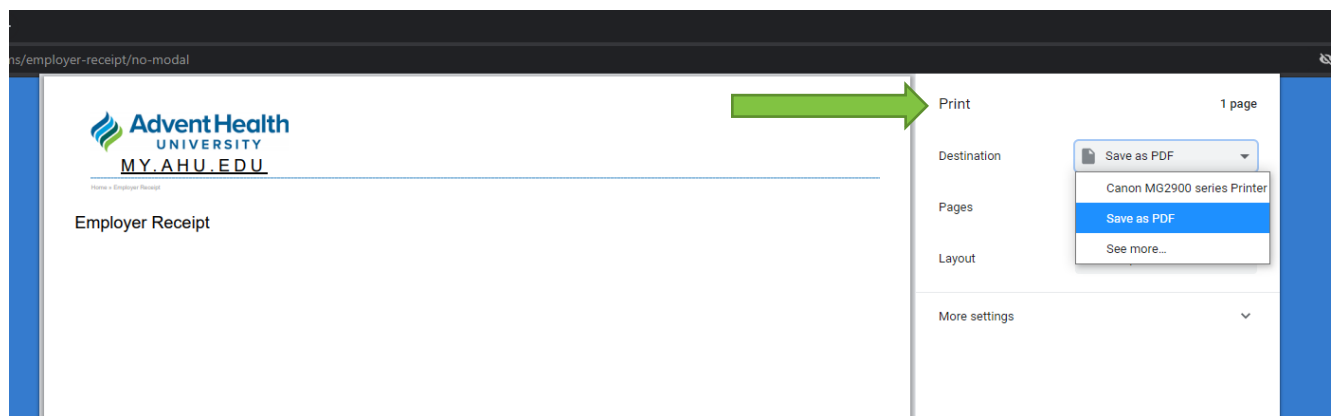 ns/employer-receipt/no-modal
AdventHealth
UNIVERSITY
MY.AHU.EDU
Home » Employer Receipt
Employer Receipt
Print 1 page
Destination Save as PDF
Canon MG2900 series Printer
Pages
Save as PDF
See more...
Layout
More settings